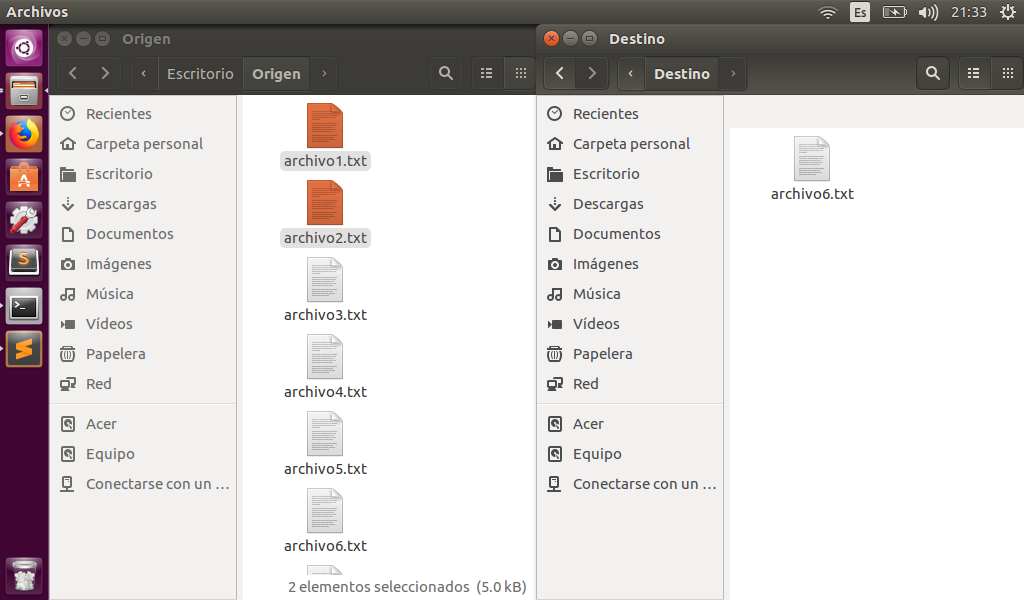 Archivos
Es
21:33
Origen
Escritorio
Origen
Recientes
Carpeta personal
Escritorio
Descargas
Documentos
Imágenes
Música
Vídeos
Papelera
Red
Acer
Equipo
Conectarse con un …
archivo1.txt
archivo2.txt
archivo3.txt
archivo4.txt
archivo5.txt
archivo6.txt
2 elementos seleccionados (5.0 kB)
Destino
Destino
Recientes
Carpeta personal
Escritorio
Descargas
Documentos
Imágenes
Música
Vídeos
Papelera
Red
Acer
Equipo
Conectarse con un …
archivo6.txt